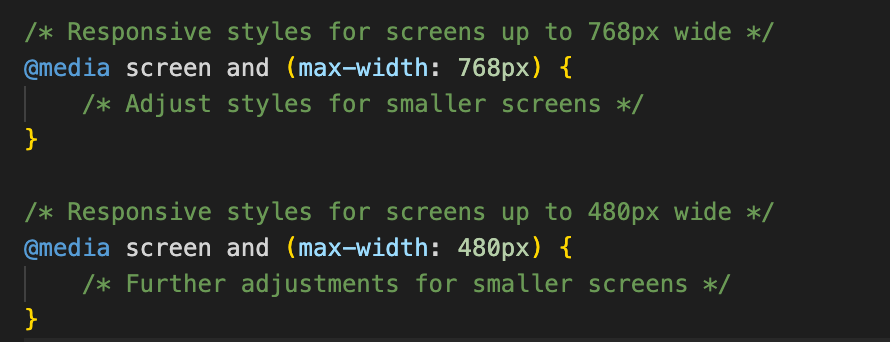 /* Responsive styles for screens up to 768px wide */
@media screen and (max-width: 768px) {
/* Adjust styles for smaller screens */
}
/* Responsive styles for screens up to 480px wide */
@media screen and (max-width: 480px) {
/* Further adjustments for smaller screens */
}